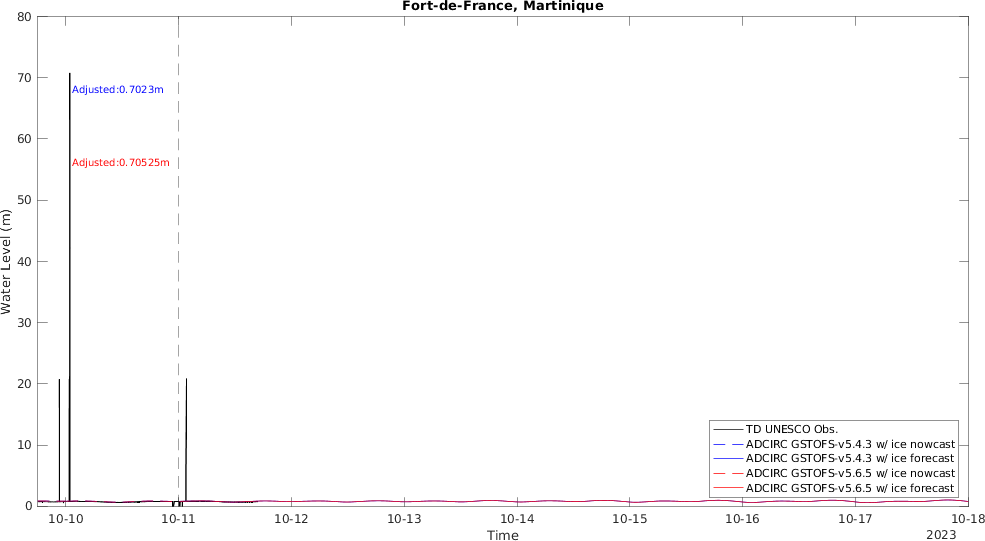 Fort-de-France, Martinique
80
70
60
50
40
30
20
10
0
Water Level (m)
Adjusted:0.7023m
Adjusted:0.70525m
TD UNESCO Obs.
ADCIRC GSTOFS-v5.4.3 w/ ice nowcast
ADCIRC GSTOFS-v5.4.3 w/ ice forecast
ADCIRC GSTOFS-v5.6.5 w/ ice nowcast
ADCIRC GSTOFS-v5.6.5 w/ ice forecast
10-10 10-11 10-12 10-13 10-14 10-15 10-16 10-17 10-18
Time
2023